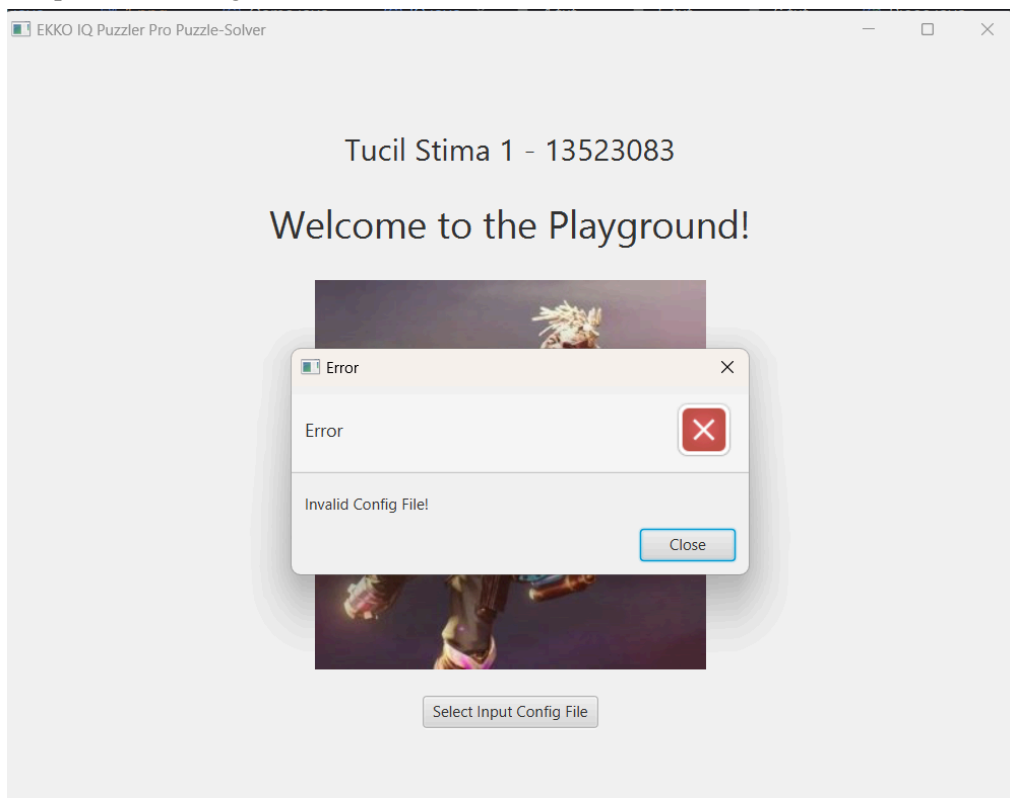 EKKO IQ Puzzler Pro Puzzle-Solver
Tucil Stima 1 - 13523083
Welcome to the Playground!
Error
Error
Invalid Config File!
Close
Select Input Config File